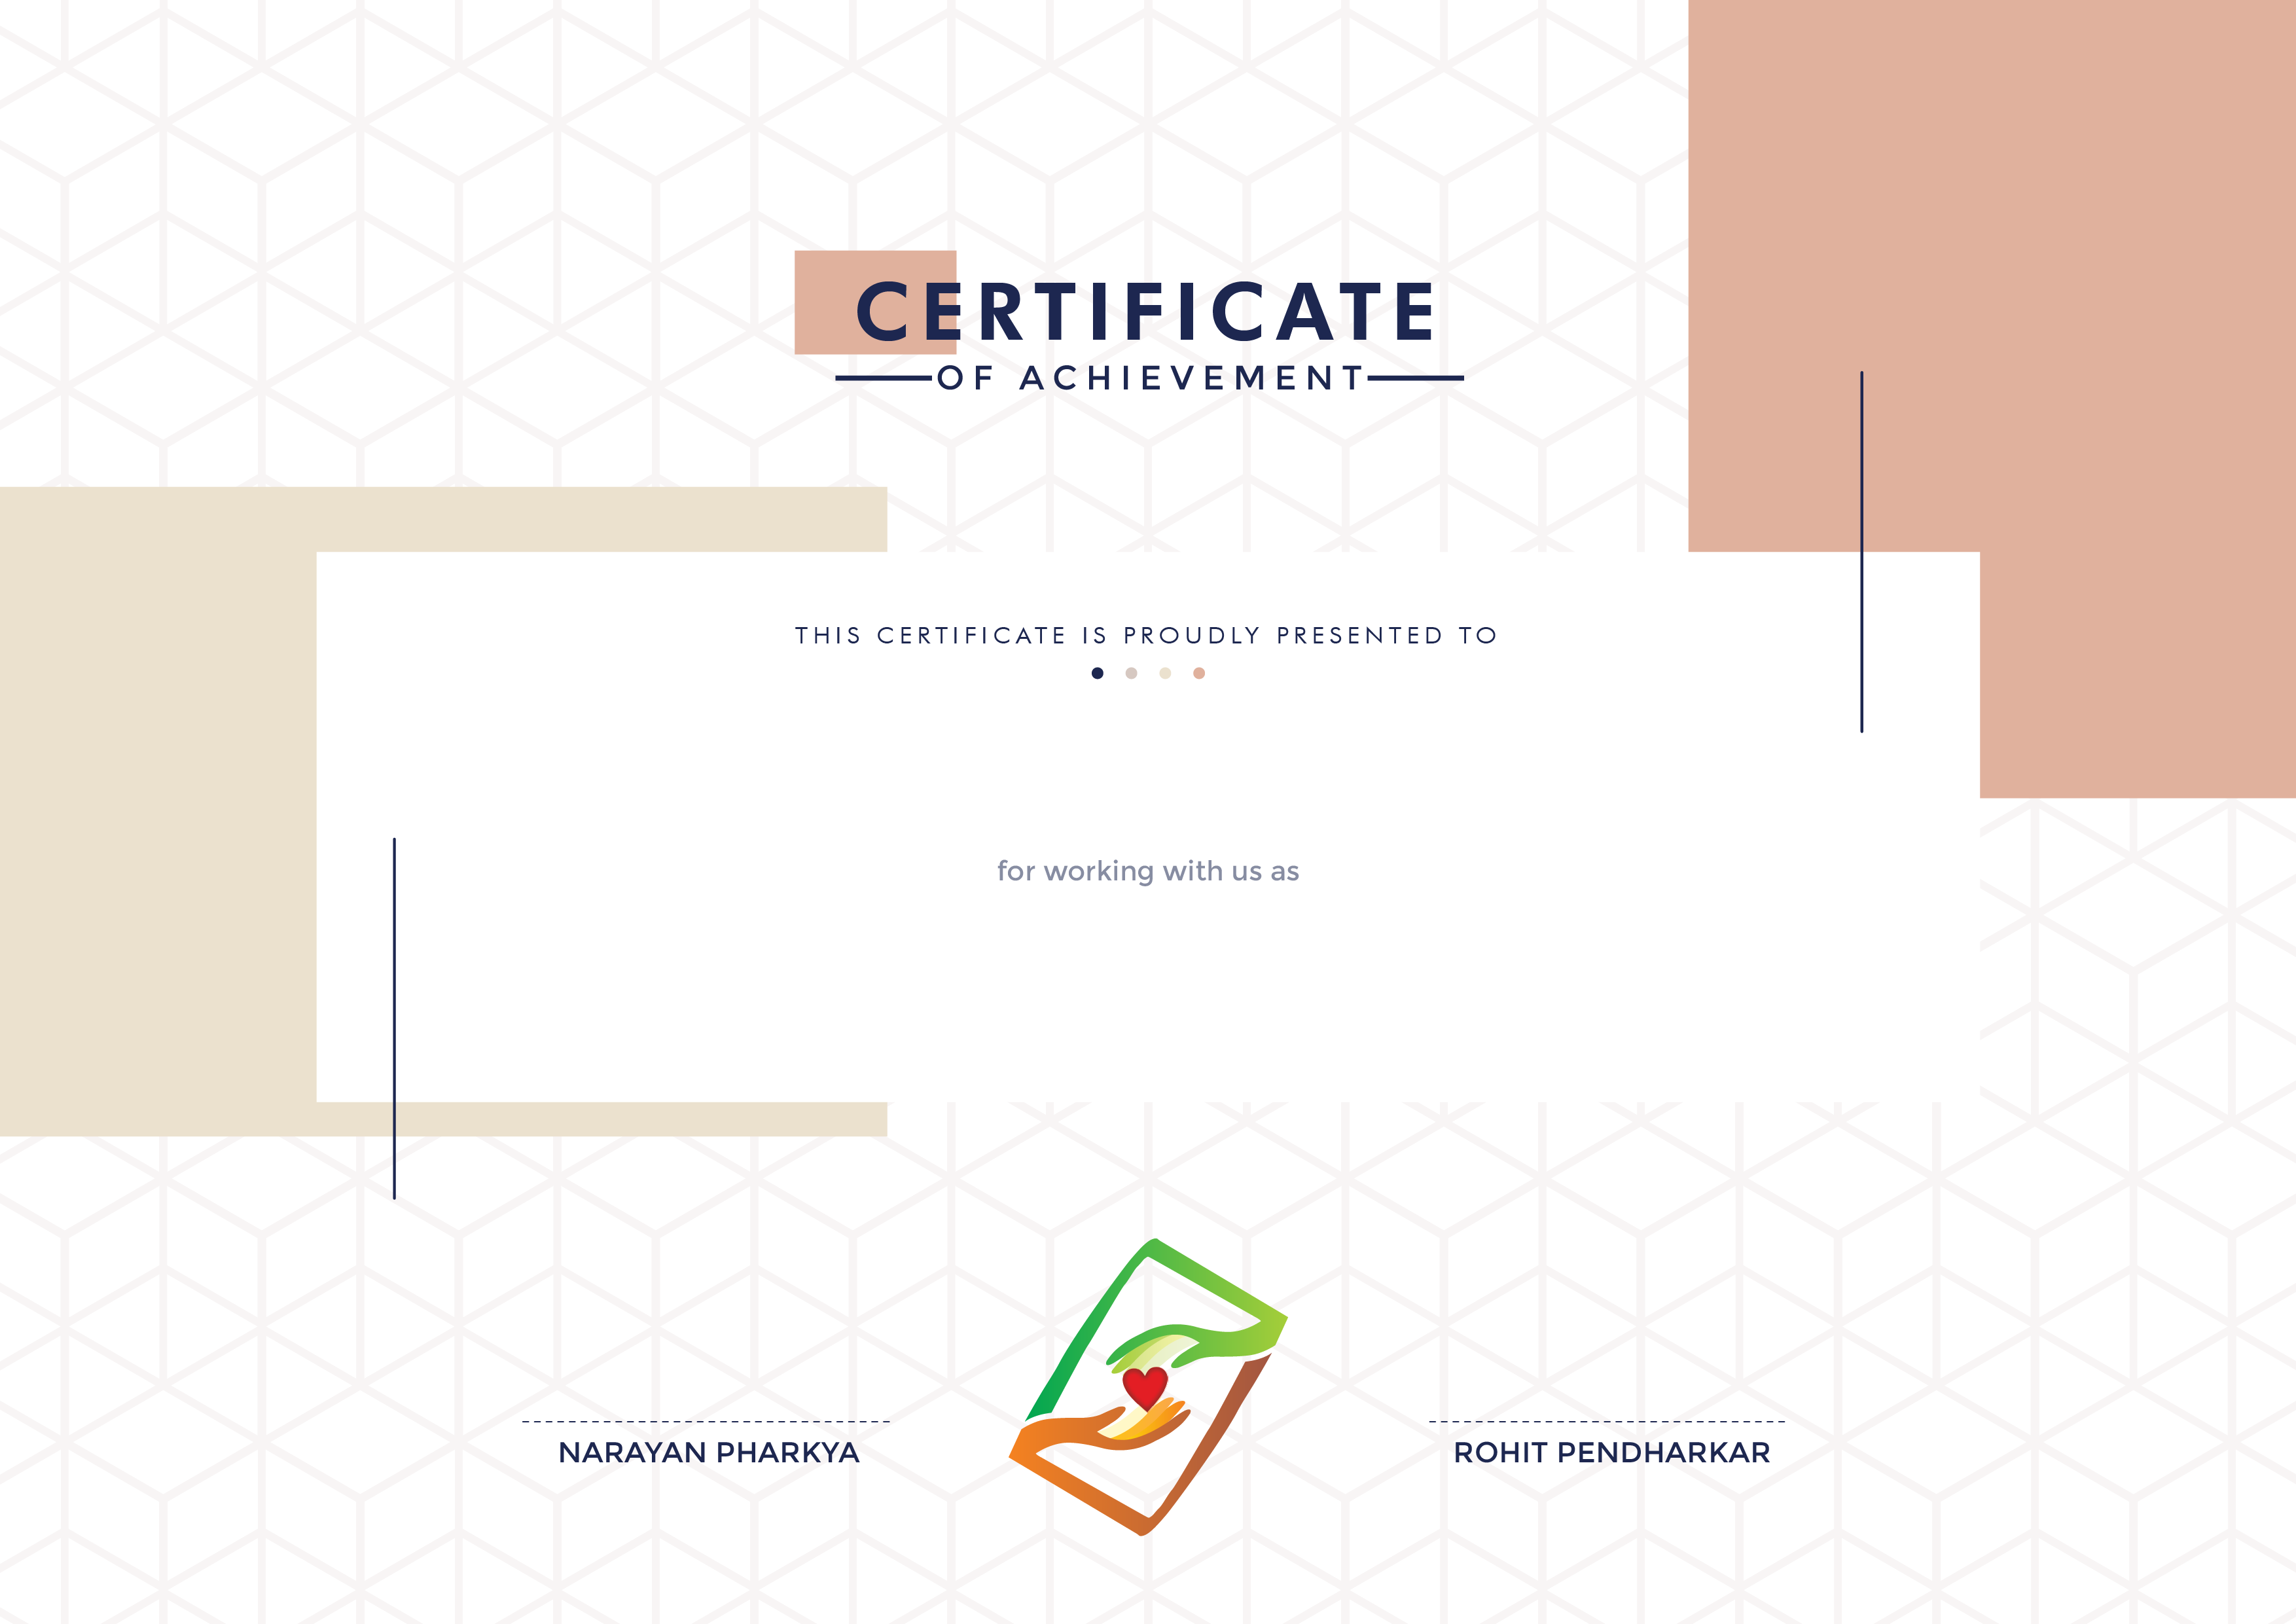 CERTIFICATE
OF ACHIEVEMENT
THIS CERTIFICATE IS PROUDLY PRESENTED TO
for working with us as
NARAYAN PHARKYA
ROHIT PENDHARKAR